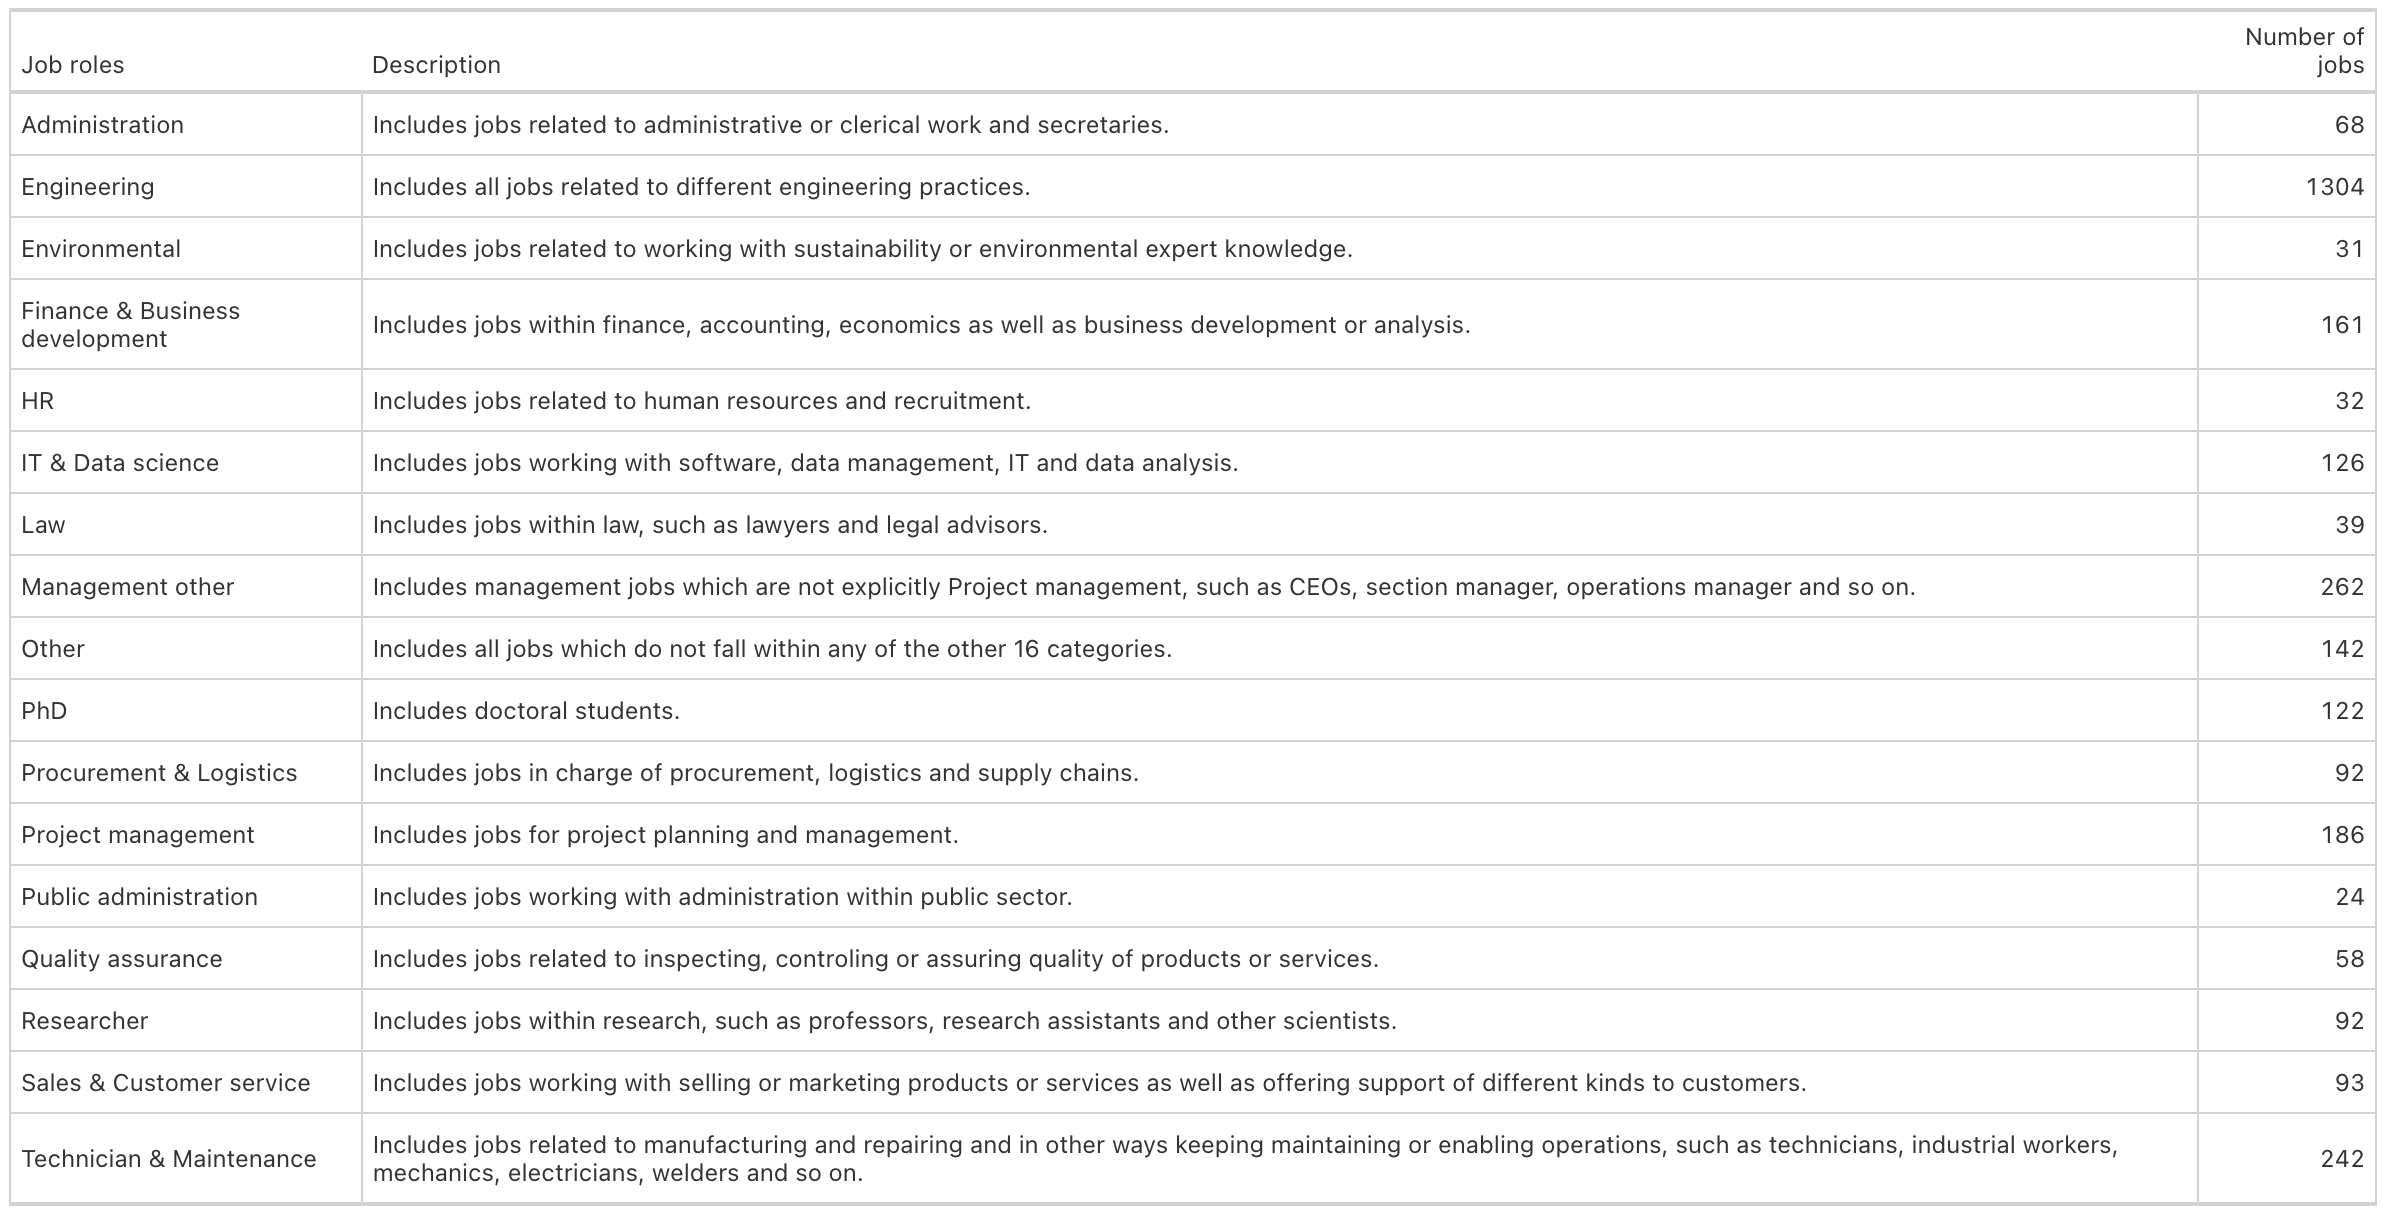 Job roles Description Number of
jobs
Administration Includes jobs related to administrative or clerical work and secretaries. 68
Engineering Includes all jobs related to different engineering practices. 1304
Environmental Includes jobs related to working with sustainability or environmental expert knowledge. 31
Finance & Business
development Includes jobs within finance, accounting, economics as well as business development or analysis. 161
HR Includes jobs related to human resources and recruitment. 32
IT & Data science Includes jobs working with software, data management, IT and data analysis. 126
Law Includes jobs within law, such as lawyers and legal advisors. 39
Management other Includes management jobs which are not explicitly Project management, such as CEOs, section manager, operations manager and so on. 262
Other Includes all jobs which do not fall within any of the other 16 categories. 142
PhD Includes doctoral students. 122
Procurement & Logistics Includes jobs in charge of procurement, logistics and supply chains. 92
Project management Includes jobs for project planning and management. 186
Public administration Includes jobs working with administration within public sector. 24
Quality assurance Includes jobs related to inspecting, controling or assuring quality of products or services. 58
Researcher Includes jobs within research, such as professors, research assistants and other scientists. 92
Sales & Customer service Includes jobs working with selling or marketing products or services as well as offering support of different kinds to customers. 93
Technician & Maintenance Includes jobs related to manufacturing and repairing and in other ways keeping maintaining or enabling operations, such as technicians, industrial workers,
mechanics, electricians, welders and so on. 242